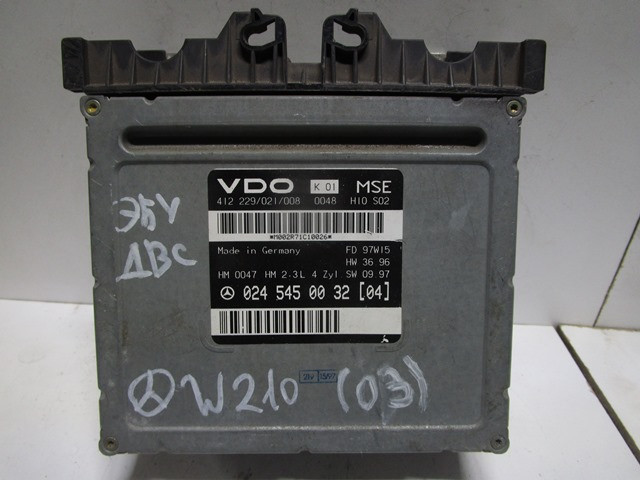 VDO K 01 MSE
412 229/021/008 0048 H10 S02
*M002R71C10026*
Made in Germany FD 97W15
HW 36 96
HM 0047 HM 2.3L 4 Zyl SW 09 97
024 545 00 32 [04]
ЭБУ
ДВС
W210 (03)